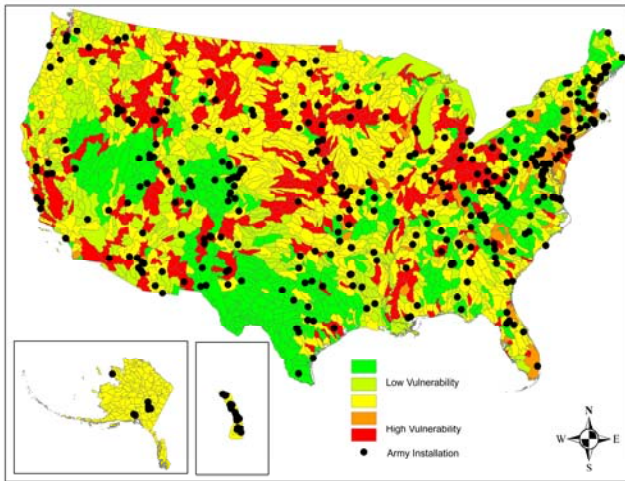 Low Vulnerability
High Vulnerability
Army Installation
N
W E
S